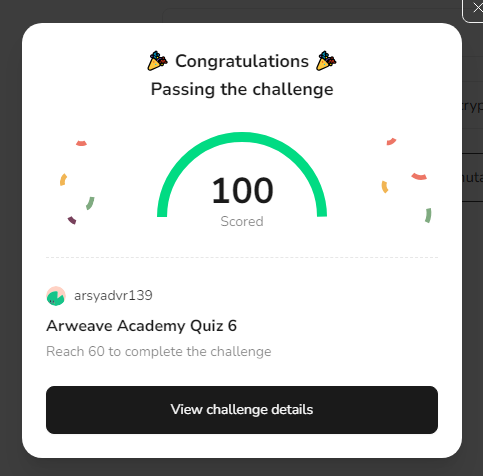 Congratulations
Passing the challenge
100
Scored
arsyadvr139
Arweave Academy Quiz 6
Reach 60 to complete the challenge
View challenge details